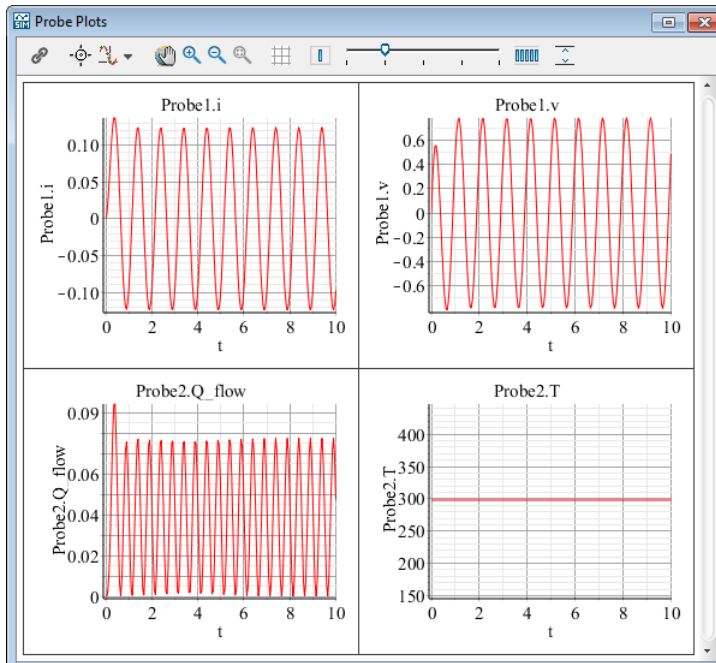 Probe Plots
Probe1.i
Probe1.i
0.10
0.05
0
−0.05
−0.10
0 2 4 6 8 10
t
Probe1.v
Probe1.v
0.6
0.4
0.2
0
−0.2
−0.4
−0.6
0 2 4 6 8 10
t
Probe2.Q_flow
Probe2.Q_flow
0.09
0.06
0.04
0.02
0
0 2 4 6 8 10
t
Probe2.T
Probe2.T
400
350
300
250
200
150
0 2 4 6 8 10
t